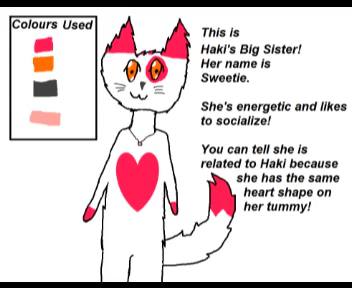 Colours Used
This is
Haki's Big Sister!
Her name is
Sweetie.
She's energetic and likes
to socialize!
You can tell she is
related to Haki because
she has the same
heart shape on
her tummy!